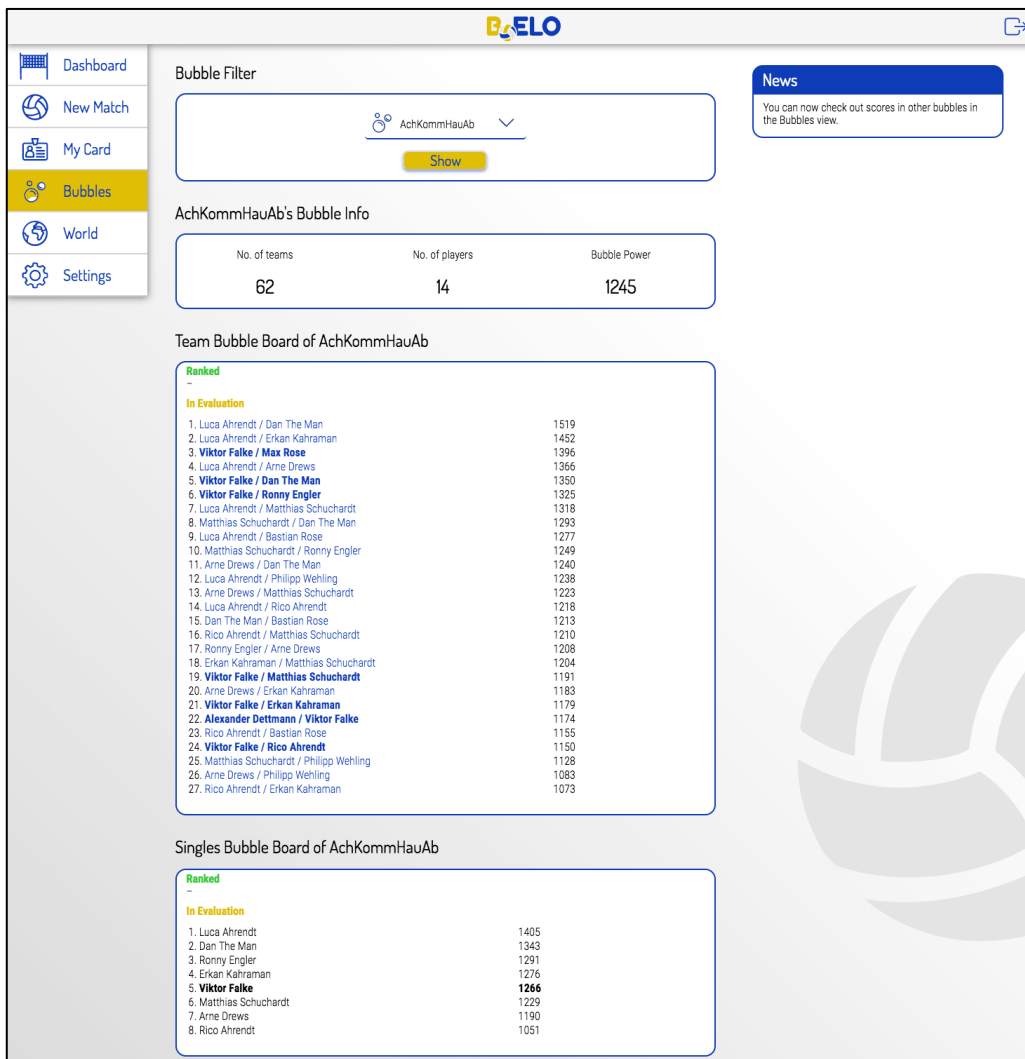 BeELO
Dashboard
New Match
My Card
Bubbles
World
Settings
Bubble Filter
AchKommHauAb
Show
AchKommHauAb's Bubble Info
No. of teams No. of players Bubble Power
62 14 1245
Team Bubble Board of AchKommHauAb
Ranked
–
In Evaluation
1. Luca Ahrendt / Dan The Man 1519
2. Luca Ahrendt / Erkan Kahraman 1452
3. Viktor Falke / Max Rose 1396
4. Luca Ahrendt / Arne Drews 1366
5. Viktor Falke / Dan The Man 1350
6. Viktor Falke / Ronny Engler 1325
7. Luca Ahrendt / Matthias Schuchardt 1318
8. Matthias Schuchardt / Dan The Man 1293
9. Luca Ahrendt / Bastian Rose 1277
10. Matthias Schuchardt / Ronny Engler 1249
11. Arne Drews / Dan The Man 1240
12. Luca Ahrendt / Philipp Wehling 1238
13. Arne Drews / Matthias Schuchardt 1223
14. Luca Ahrendt / Rico Ahrendt 1218
15. Dan The Man / Bastian Rose 1213
16. Rico Ahrendt / Matthias Schuchardt 1210
17. Ronny Engler / Arne Drews 1208
18. Erkan Kahraman / Matthias Schuchardt 1204
19. Viktor Falke / Matthias Schuchardt 1191
20. Arne Drews / Erkan Kahraman 1183
21. Viktor Falke / Erkan Kahraman 1179
22. Alexander Dettmann / Viktor Falke 1174
23. Rico Ahrendt / Bastian Rose 1155
24. Viktor Falke / Rico Ahrendt 1150
25. Matthias Schuchardt / Philipp Wehling 1128
26. Arne Drews / Philipp Wehling 1083
27. Rico Ahrendt / Erkan Kahraman 1073
Singles Bubble Board of AchKommHauAb
Ranked
–
In Evaluation
1. Luca Ahrendt 1405
2. Dan The Man 1343
3. Ronny Engler 1291
4. Erkan Kahraman 1276
5. Viktor Falke 1266
6. Matthias Schuchardt 1229
7. Arne Drews 1190
8. Rico Ahrendt 1051
News
You can now check out scores in other bubbles in
the Bubbles view.